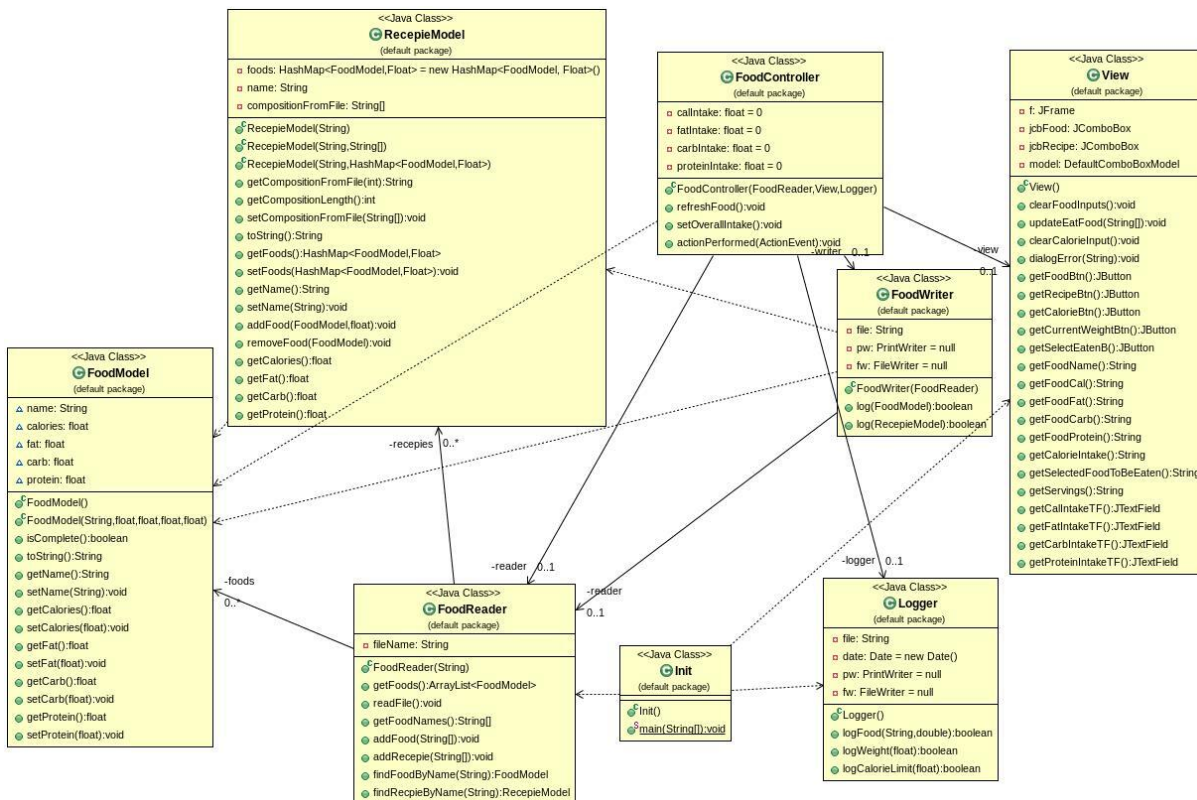 <<Java Class>>
RecepieModel
(default package)
foods: HashMap<FoodModel,Float> = new HashMap<FoodModel, Float>()
name: String
compositionFromFile: String[]
RecepieModel(String)
RecepieModel(String,String[])
RecepieModel(String,HashMap<FoodModel,Float>)
getCompositionFromFile(int):String
getCompositionLength():int
setCompositionFromFile(String[]):void
toString():String
getFoods():HashMap<FoodModel,Float>
setFoods(HashMap<FoodModel,Float>):void
getName():String
setName(String):void
addFood(FoodModel,float):void
removeFood(FoodModel):void
getCalories():float
getFat():float
getCarb():float
getProtein():float
<<Java Class>>
FoodController
(default package)
calIntake: float = 0
fatIntake: float = 0
carbIntake: float = 0
proteinIntake: float = 0
FoodController(FoodReader,View,Logger)
refreshFood():void
setOverallIntake():void
actionPerformed(ActionEvent):void
<<Java Class>>
View
(default package)
f: JFrame
jcbFood: JComboBox
jcbRecipe: JComboBox
model: DefaultComboBoxModel
View()
clearFoodInputs():void
updateEatFood(String[]):void
clearCalorieInput():void
dialogError(String):void
getFoodBtn():JButton
getRecipeBtn():JButton
getCalorieBtn():JButton
getCurrentWeightBtn():JButton
getSelectEatenB():JButton
getFoodName():String
getFoodCal():String
getFoodFat():String
getFoodCarb():String
getFoodProtein():String
getCalorieIntake():String
getSelectedFoodToBeEaten():String
getServings():String
getCalIntakeTF():JTextField
getFatIntakeTF():JTextField
getCarbIntakeTF():JTextField
getProteinIntakeTF():JTextField
-writer 0..1
-view
0..1
<<Java Class>>
FoodWriter
(default package)
file: String
pw: PrintWriter = null
fw: FileWriter = null
FoodWriter(FoodReader)
log(FoodModel):boolean
log(RecepieModel):boolean
<<Java Class>>
FoodModel
(default package)
name: String
calories: float
fat: float
carb: float
protein: float
FoodModel()
FoodModel(String,float,float,float,float)
isComplete():boolean
toString():String
getName():String
setName(String):void
getCalories():float
setCalories(float):void
getFat():float
setFat(float):void
getCarb():float
setCarb(float):void
getProtein():float
setProtein(float):void
-recepies 0..*
-foods
0..*
-reader 0..1
-reader
0..1
-logger 0..1
<<Java Class>>
FoodReader
(default package)
fileName: String
FoodReader(String)
getFoods():ArrayList<FoodModel>
readFile():void
getFoodNames():String[]
addFood(String[]):void
addRecepie(String[]):void
findFoodByName(String):FoodModel
findRecpieByName(String):RecepieModel
<<Java Class>>
Init
(default package)
Init()
main(String[]):void
<<Java Class>>
Logger
(default package)
file: String
date: Date = new Date()
pw: PrintWriter = null
fw: FileWriter = null
Logger()
logFood(String,double):boolean
logWeight(float):boolean
logCalorieLimit(float):boolean